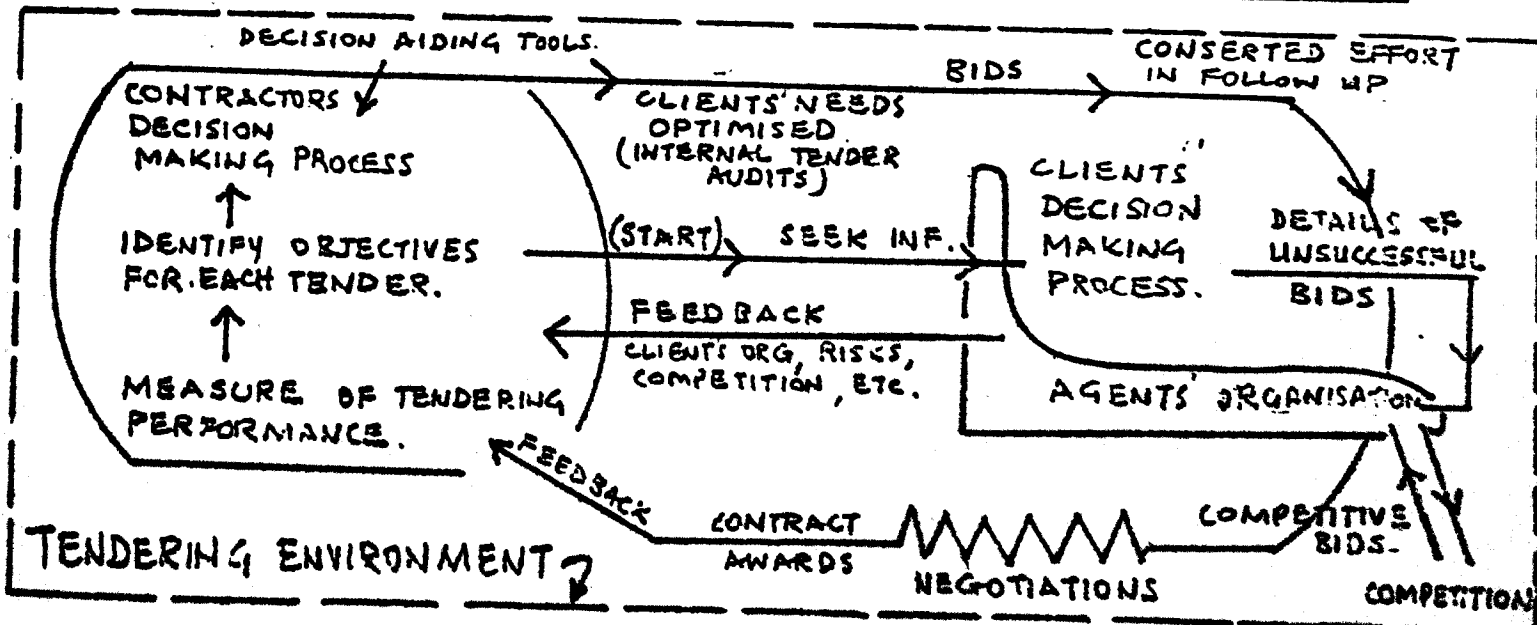 DECISION AIDING TOOLS.
CONTRACTORS
DECISION
MAKING PROCESS
IDENTIFY OBJECTIVES
FOR EACH TENDER.
MEASURE OF TENDERING
PERFORMANCE.
CLIENTS' NEEDS
OPTIMISED
(INTERNAL TENDER
AUDITS)
BIDS
CONSERTED EFFORT
IN FOLLOW UP
(START)
SEEK INF.
FEEDBACK
CLIENTS ORG, RISKS,
COMPETITION, ETC.
CLIENTS'
DECISION
MAKING
PROCESS.
DETAILS OF
UNSUCCESSFUL
BIDS
AGENTS' ORGANISATION
FEEDBACK
CONTRACT
AWARDS
NEGOTIATIONS
COMPETITIVE
BIDS.
COMPETITION
TENDERING ENVIRONMENT